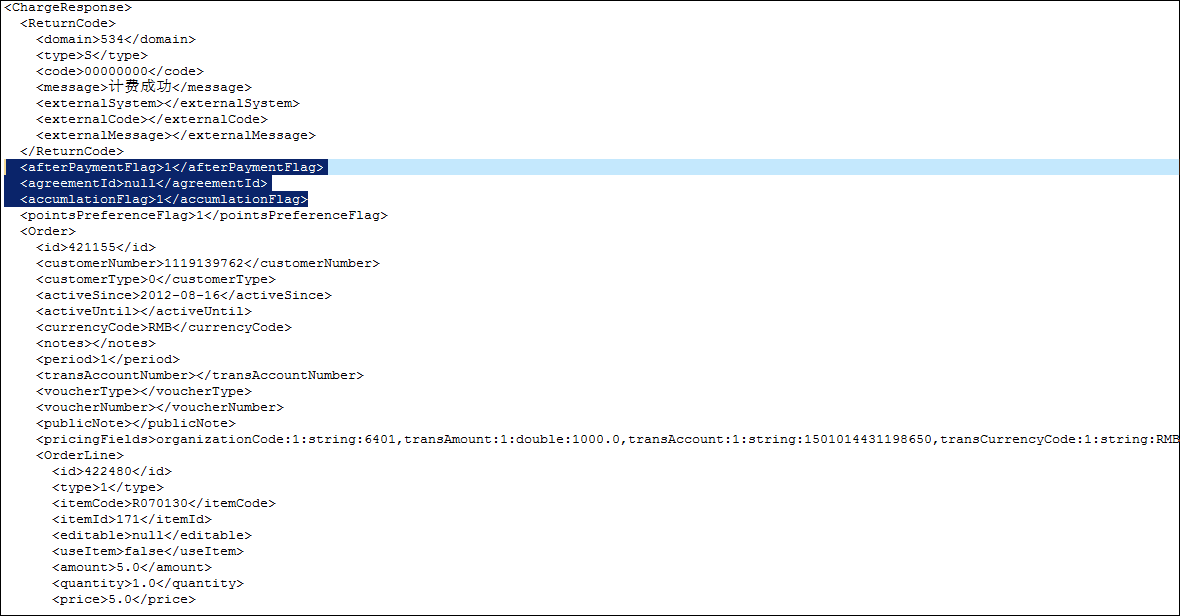 <ChargeResponse>
<ReturnCode>
<domain>534</domain>
<type>S</type>
<code>00000000</code>
<message>计费成功</message>
<externalSystem></externalSystem>
<externalCode></externalCode>
<externalMessage></externalMessage>
</ReturnCode>
<afterPaymentFlag>1</afterPaymentFlag>
<agreementId>null</agreementId>
<accumlationFlag>1</accumlationFlag>
<pointsPreferenceFlag>1</pointsPreferenceFlag>
<Order>
<id>421155</id>
<customerNumber>1119139762</customerNumber>
<customerType>0</customerType>
<activeSince>2012-08-16</activeSince>
<activeUntil></activeUntil>
<currencyCode>RMB</currencyCode>
<notes></notes>
<period>1</period>
<transAccountNumber></transAccountNumber>
<voucherType></voucherType>
<voucherNumber></voucherNumber>
<publicNote></publicNote>
<pricingFields>organizationCode:1:string:6401,transAmount:1:double:1000.0,transAccount:1:string:1501014431198650,transCurrencyCode:1:string:RMB
<OrderLine>
<id>422480</id>
<type>1</type>
<itemCode>R070130</itemCode>
<itemId>171</itemId>
<editable>null</editable>
<useItem>false</useItem>
<amount>5.0</amount>
<quantity>1.0</quantity>
<price>5.0</price>